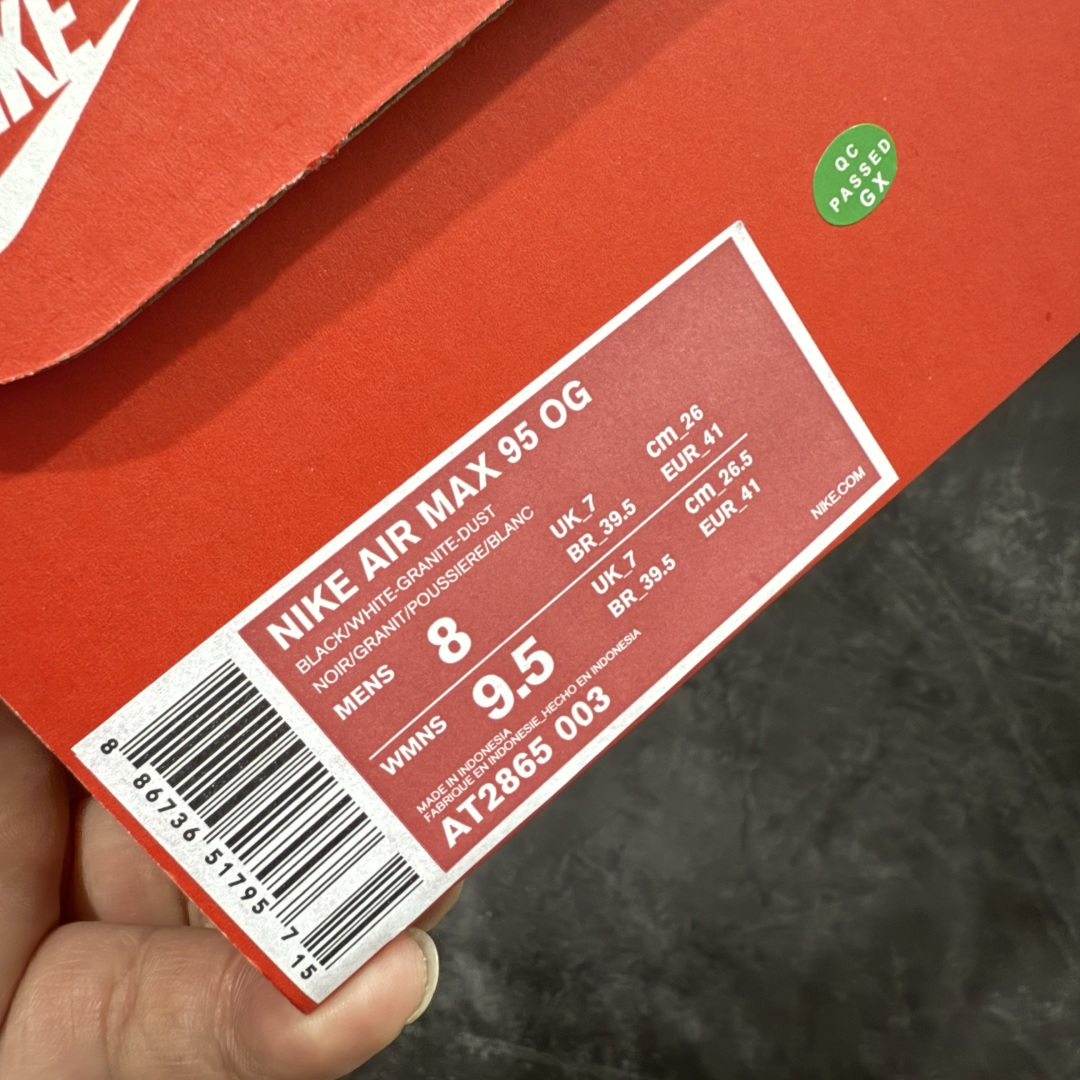 QC
PASSED
GX
NIKE AIR MAX 95 OG
BLACK/WHITE-GRANITE-DUST
NOIR/GRANIT/POUSSIERE/BLANC
MENS 8 UK_7 cm_26
BR_39.5 EUR_41
WMNS 9.5 UK_7 cm_26.5
BR_39.5 EUR_41
MADE IN INDONESIA
FABRIQUE EN INDONESIE_HECHO EN INDONESIA
AT2865 003
NIKE.COM
8 86736 51795 7 15